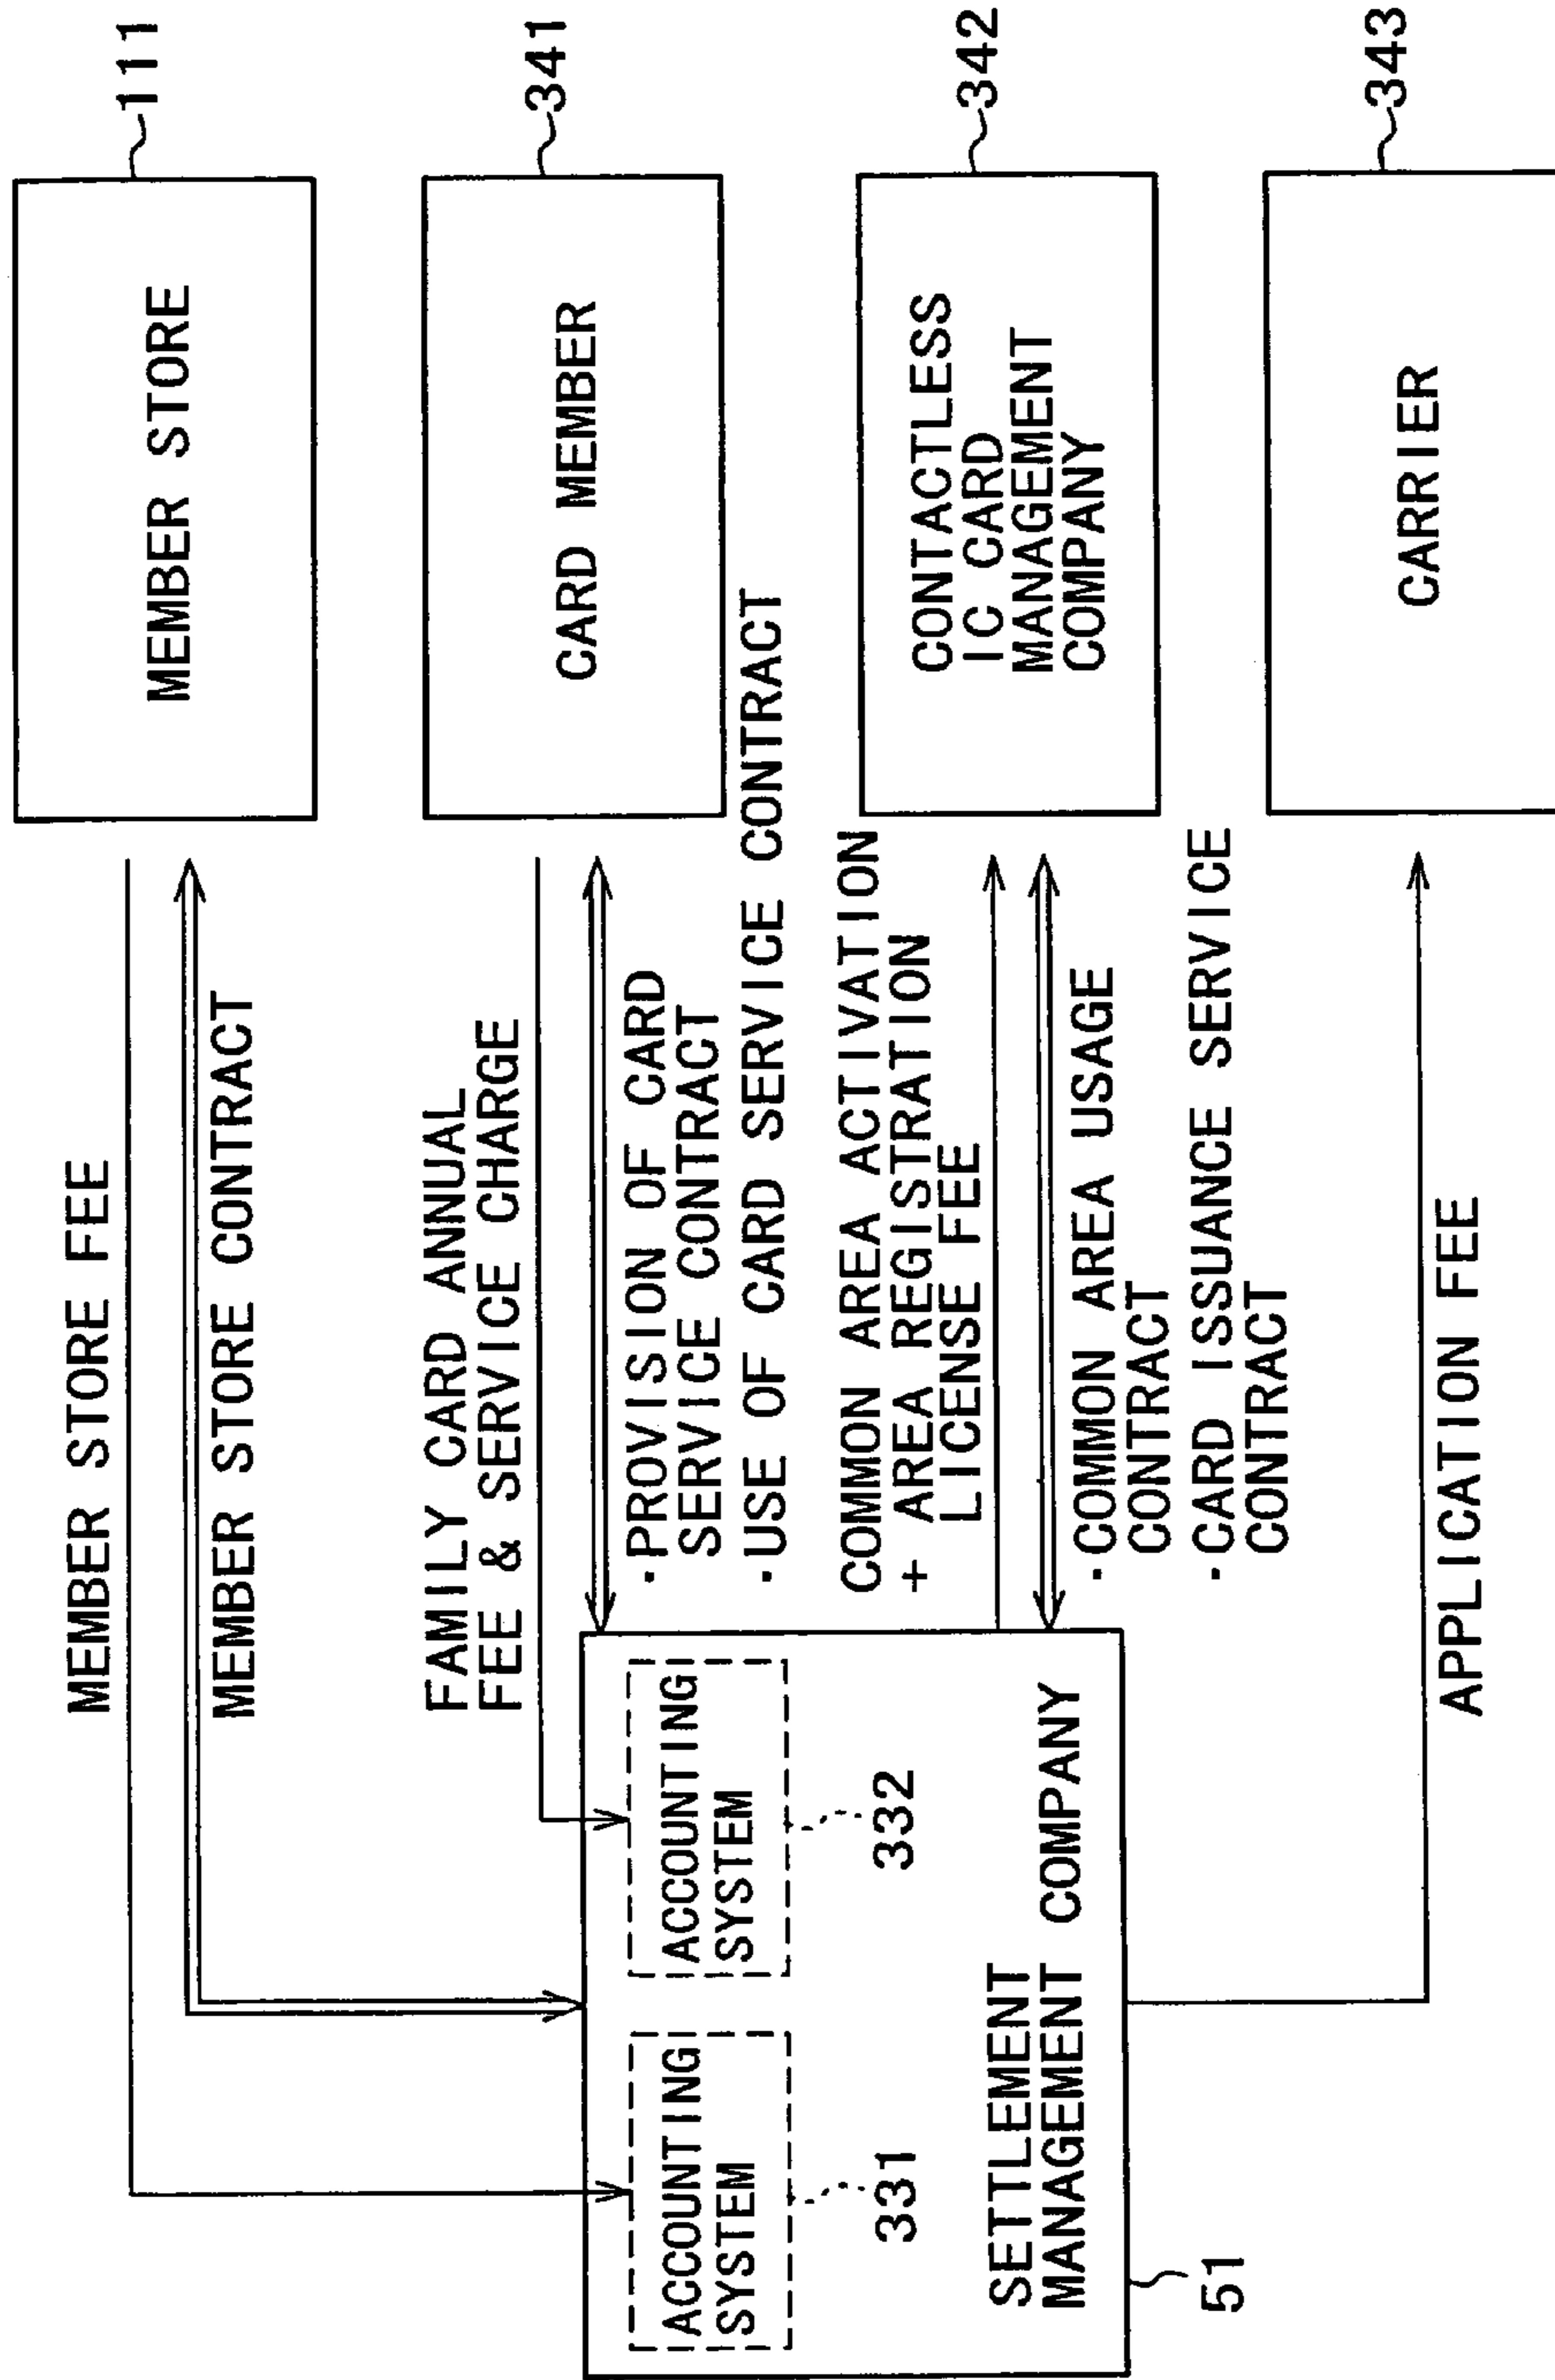 MEMBER STORE FEE
MEMBER STORE CONTRACT
MEMBER STORE
111
FAMILY CARD ANNUAL
FEE & SERVICE CHARGE
·PROVISION OF CARD
SERVICE CONTRACT
·USE OF CARD SERVICE CONTRACT
CARD MEMBER
341
COMMON AREA ACTIVATION
+ AREA REGISTRATION
LICENSE FEE
·COMMON AREA USAGE
CONTRACT
·CARD ISSUANCE SERVICE
CONTRACT
CONTACTLESS
IC CARD
MANAGEMENT
COMPANY
342
APPLICATION FEE
CARRIER
343
ACCOUNTING
SYSTEM
331
ACCOUNTING
SYSTEM
332
SETTLEMENT
MANAGEMENT COMPANY
51